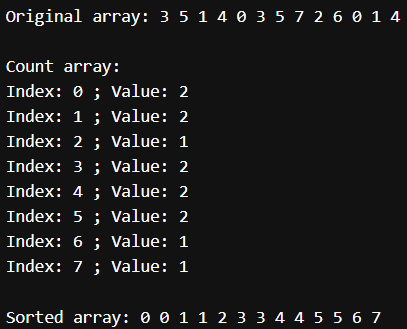 Original array: 3 5 1 4 0 3 5 7 2 6 0 1 4
Count array:
Index: 0 ; Value: 2
Index: 1 ; Value: 2
Index: 2 ; Value: 1
Index: 3 ; Value: 2
Index: 4 ; Value: 2
Index: 5 ; Value: 2
Index: 6 ; Value: 1
Index: 7 ; Value: 1
Sorted array: 0 0 1 1 2 3 3 4 4 5 5 6 7